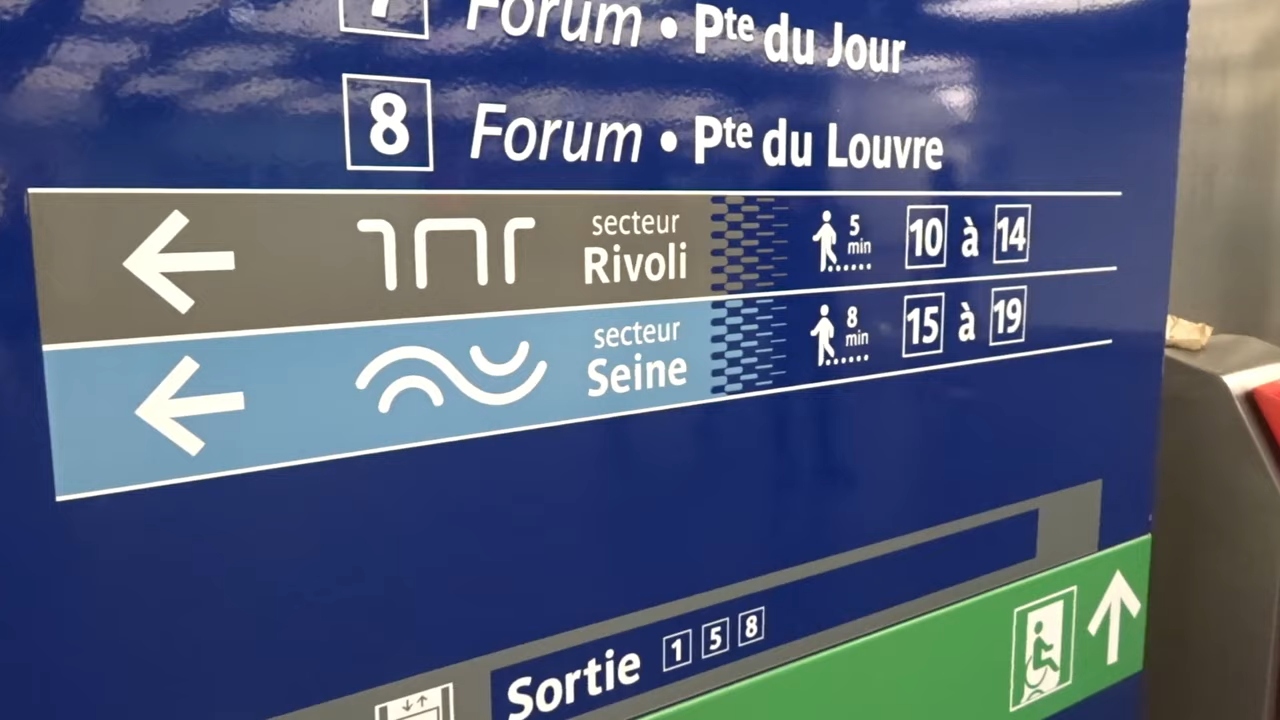 7 Forum • Pte du Jour
8 Forum • Pte du Louvre
secteur
Rivoli
5
min
10 à 14
secteur
Seine
8
min
15 à 19
Sortie 1 5 8